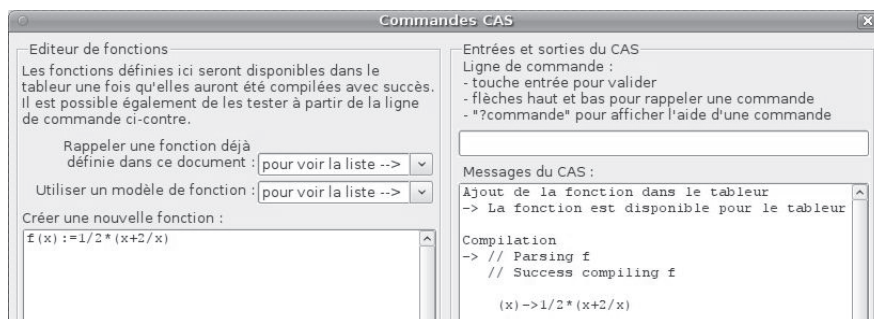 Commandes CAS
Editeur de fonctions
Les fonctions définies ici seront disponibles dans le
tableur une fois qu'elles auront été compilées avec succès.
Il est possible également de les tester à partir de la ligne
de commande ci-contre.
Rappeler une fonction déjà
définie dans ce document : pour voir la liste -->
Utiliser un modèle de fonction : pour voir la liste -->
Créer une nouvelle fonction :
f(x):=1/2*(x+2/x)
Entrées et sorties du CAS
Ligne de commande :
- touche entrée pour valider
- flèches haut et bas pour rappeler une commande
- "?commande" pour afficher l'aide d'une commande
Messages du CAS :
Ajout de la fonction dans le tableur
-> La fonction est disponible pour le tableur
Compilation
-> // Parsing f
// Success compiling f
(x)->1/2*(x+2/x)